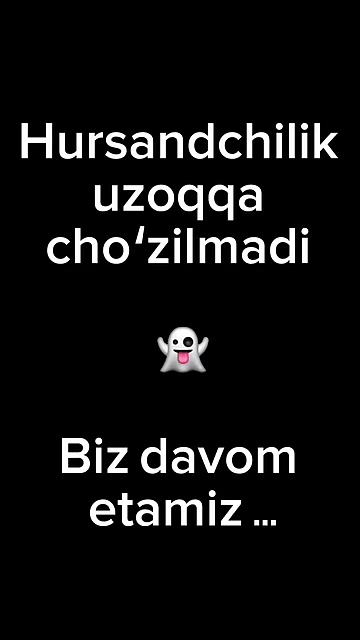 Hursandchilik
uzoqqa
choʻzilmadi
👻
Biz davom
etamiz ...